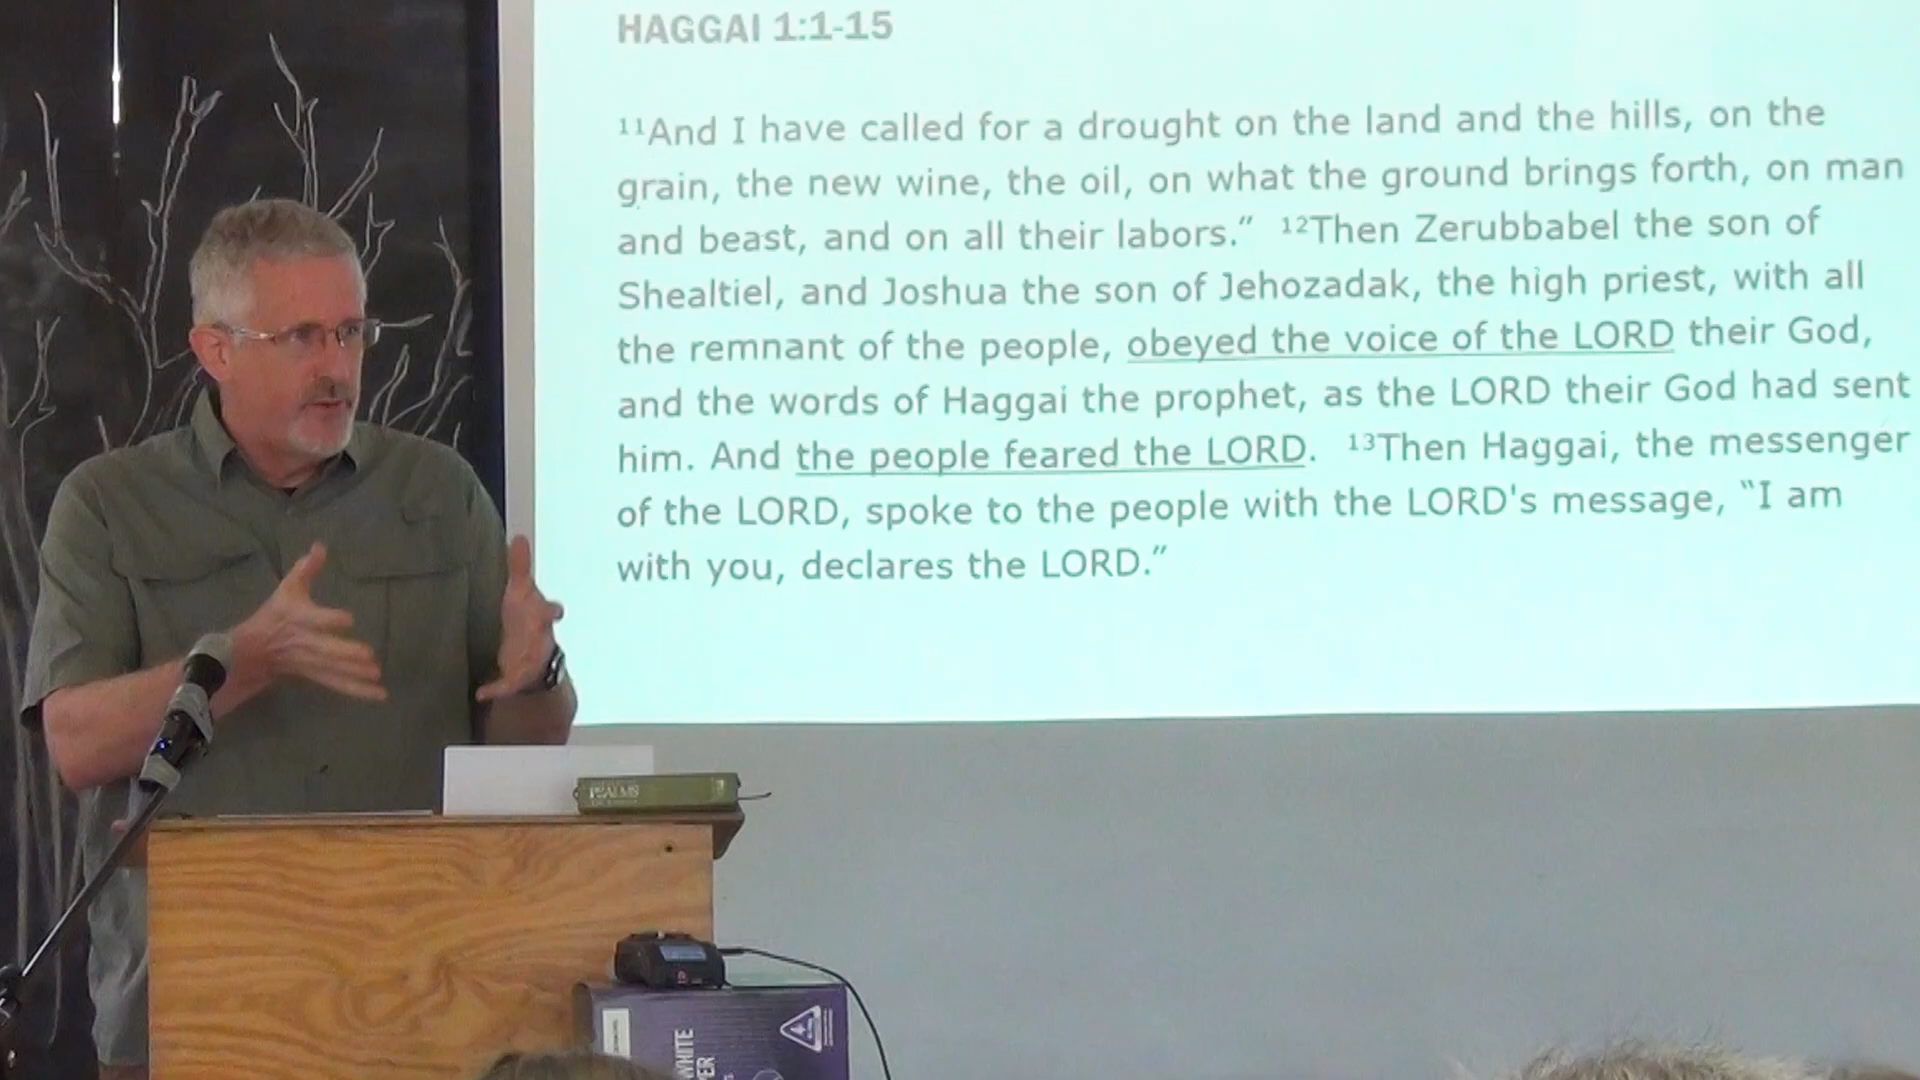 HAGGAI 1:1-15
¹¹And I have called for a drought on the land and the hills, on the
grain, the new wine, the oil, on what the ground brings forth, on man
and beast, and on all their labors.” ¹²Then Zerubbabel the son of
Shealtiel, and Joshua the son of Jehozadak, the high priest, with all
the remnant of the people, obeyed the voice of the LORD their God,
and the words of Haggai the prophet, as the LORD their God had sent
him. And the people feared the LORD. ¹³Then Haggai, the messenger
of the LORD, spoke to the people with the LORD's message, “I am
with you, declares the LORD.”
PSALMS
WHITE